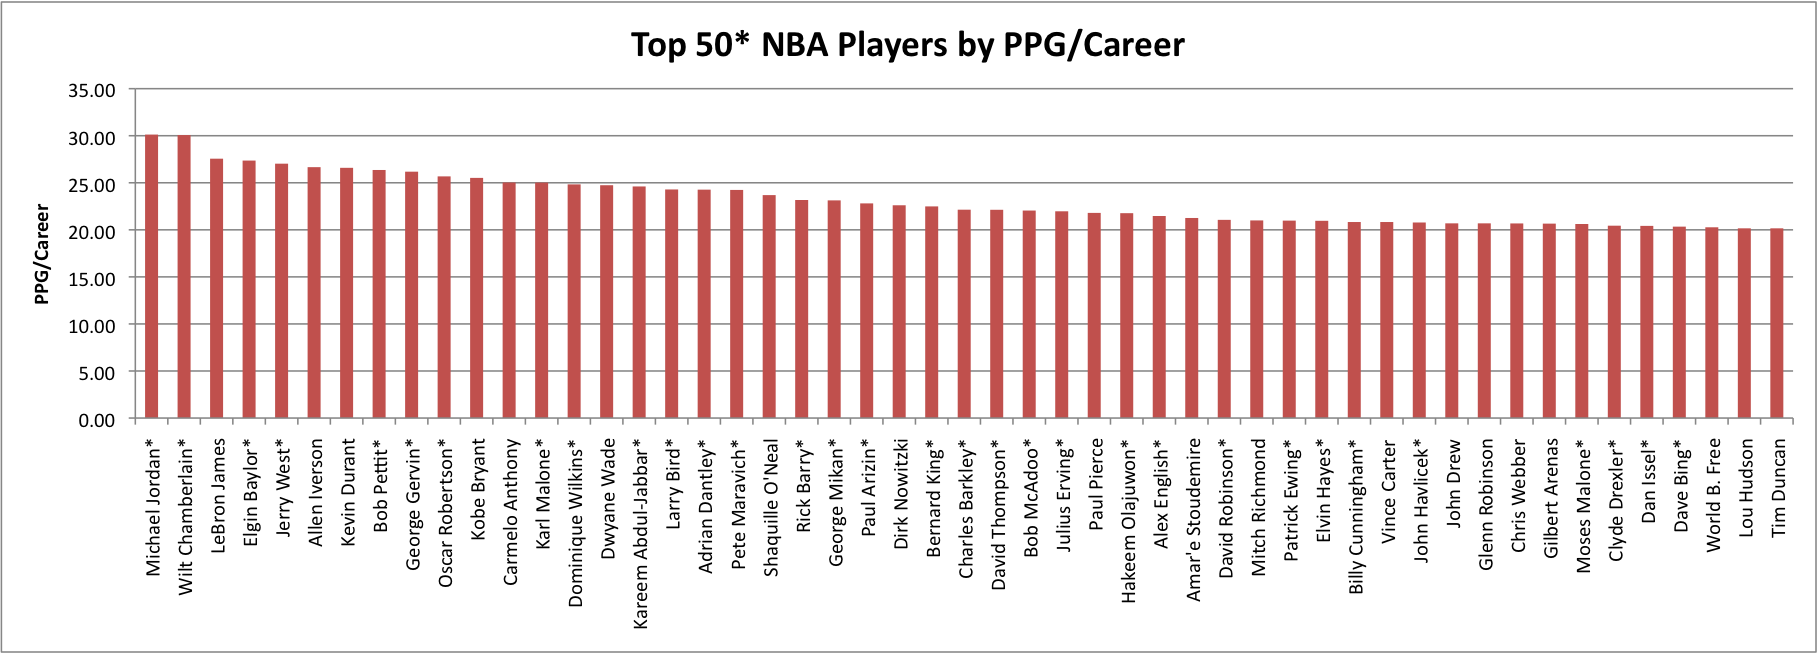 Top 50* NBA Players by PPG/Career
PPG/Career
35.00
30.00
25.00
20.00
15.00
10.00
5.00
0.00
Michael Jordan*
Wilt Chamberlain*
LeBron James
Elgin Baylor*
Jerry West*
Allen Iverson
Kevin Durant
Bob Pettit*
George Gervin*
Oscar Robertson*
Kobe Bryant
Carmelo Anthony
Karl Malone*
Dominique Wilkins*
Dwyane Wade
Kareem Abdul-Jabbar*
Larry Bird*
Adrian Dantley*
Pete Maravich*
Shaquille O'Neal
Rick Barry*
George Mikan*
Paul Arizin*
Dirk Nowitzki
Bernard King*
Charles Barkley*
David Thompson*
Bob McAdoo*
Julius Erving*
Paul Pierce
Hakeem Olajuwon*
Alex English*
Amar'e Stoudemire
David Robinson*
Mitch Richmond
Patrick Ewing*
Elvin Hayes*
Billy Cunningham*
Vince Carter
John Havlicek*
John Drew
Glenn Robinson
Chris Webber
Gilbert Arenas
Moses Malone*
Clyde Drexler*
Dan Issel*
Dave Bing*
World B. Free
Lou Hudson
Tim Duncan